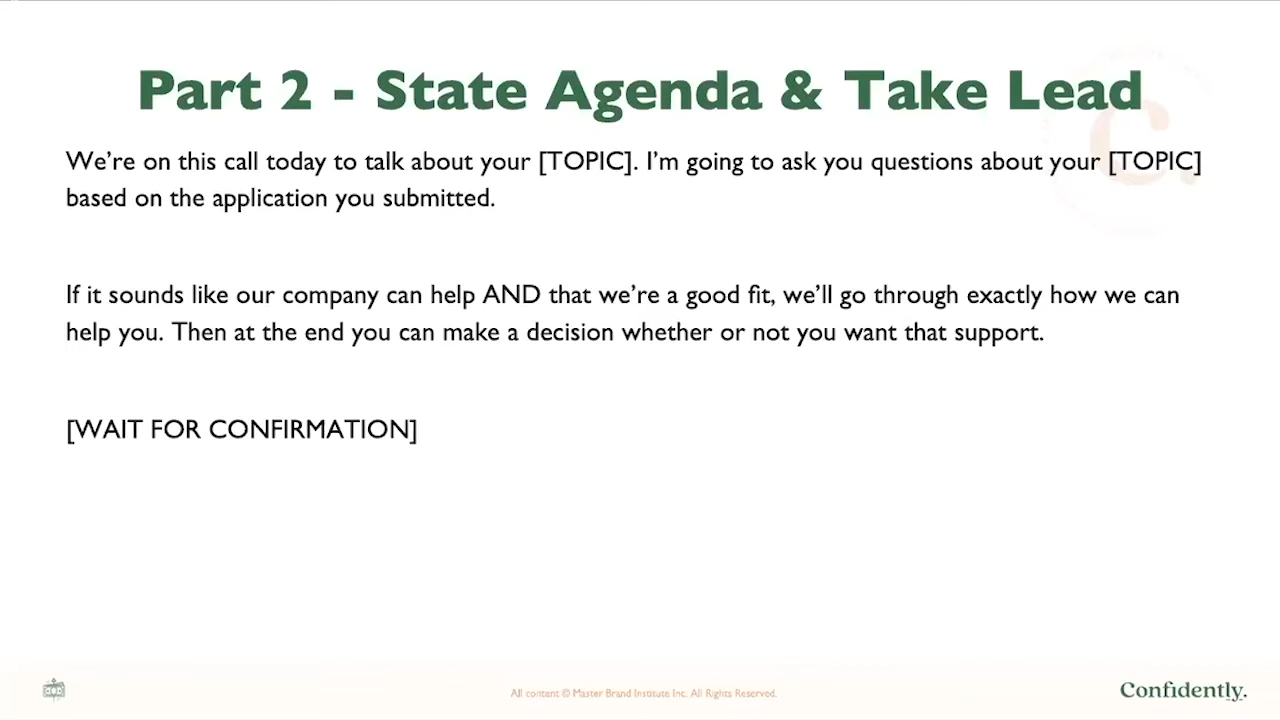 Part 2 - State Agenda & Take Lead
We’re on this call today to talk about your [TOPIC]. I’m going to ask you questions about your [TOPIC]
based on the application you submitted.
If it sounds like our company can help AND that we’re a good fit, we’ll go through exactly how we can
help you. Then at the end you can make a decision whether or not you want that support.
[WAIT FOR CONFIRMATION]
All content © Master Brand Institute Inc. All Rights Reserved.
Confidently.